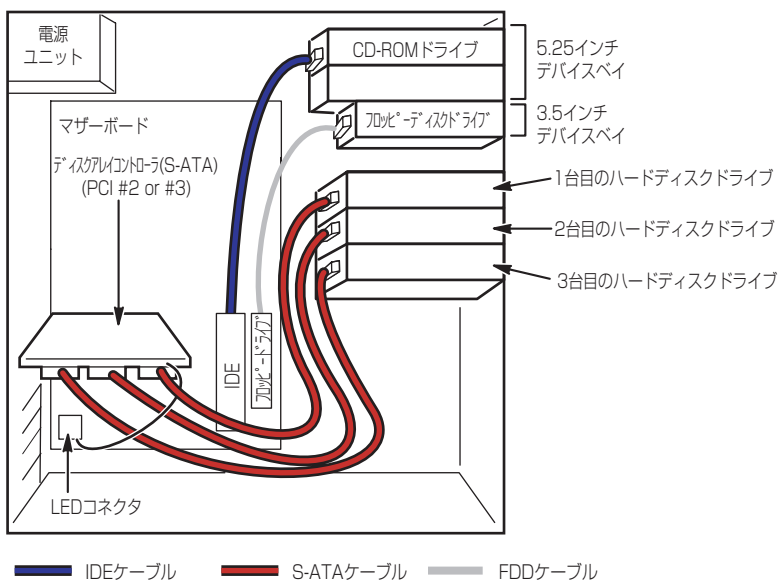 電源
ユニット
CD-ROMドライブ
5.25インチ
デバイスベイ
マザーボード
フロッピーディスクドライブ
3.5インチ
デバイスベイ
ディスクアレイコントローラ(S-ATA)
(PCI #2 or #3)
1台目のハードディスクドライブ
2台目のハードディスクドライブ
3台目のハードディスクドライブ
IDE
フロッピードライブ
LEDコネクタ
IDEケーブル
S-ATAケーブル
FDDケーブル